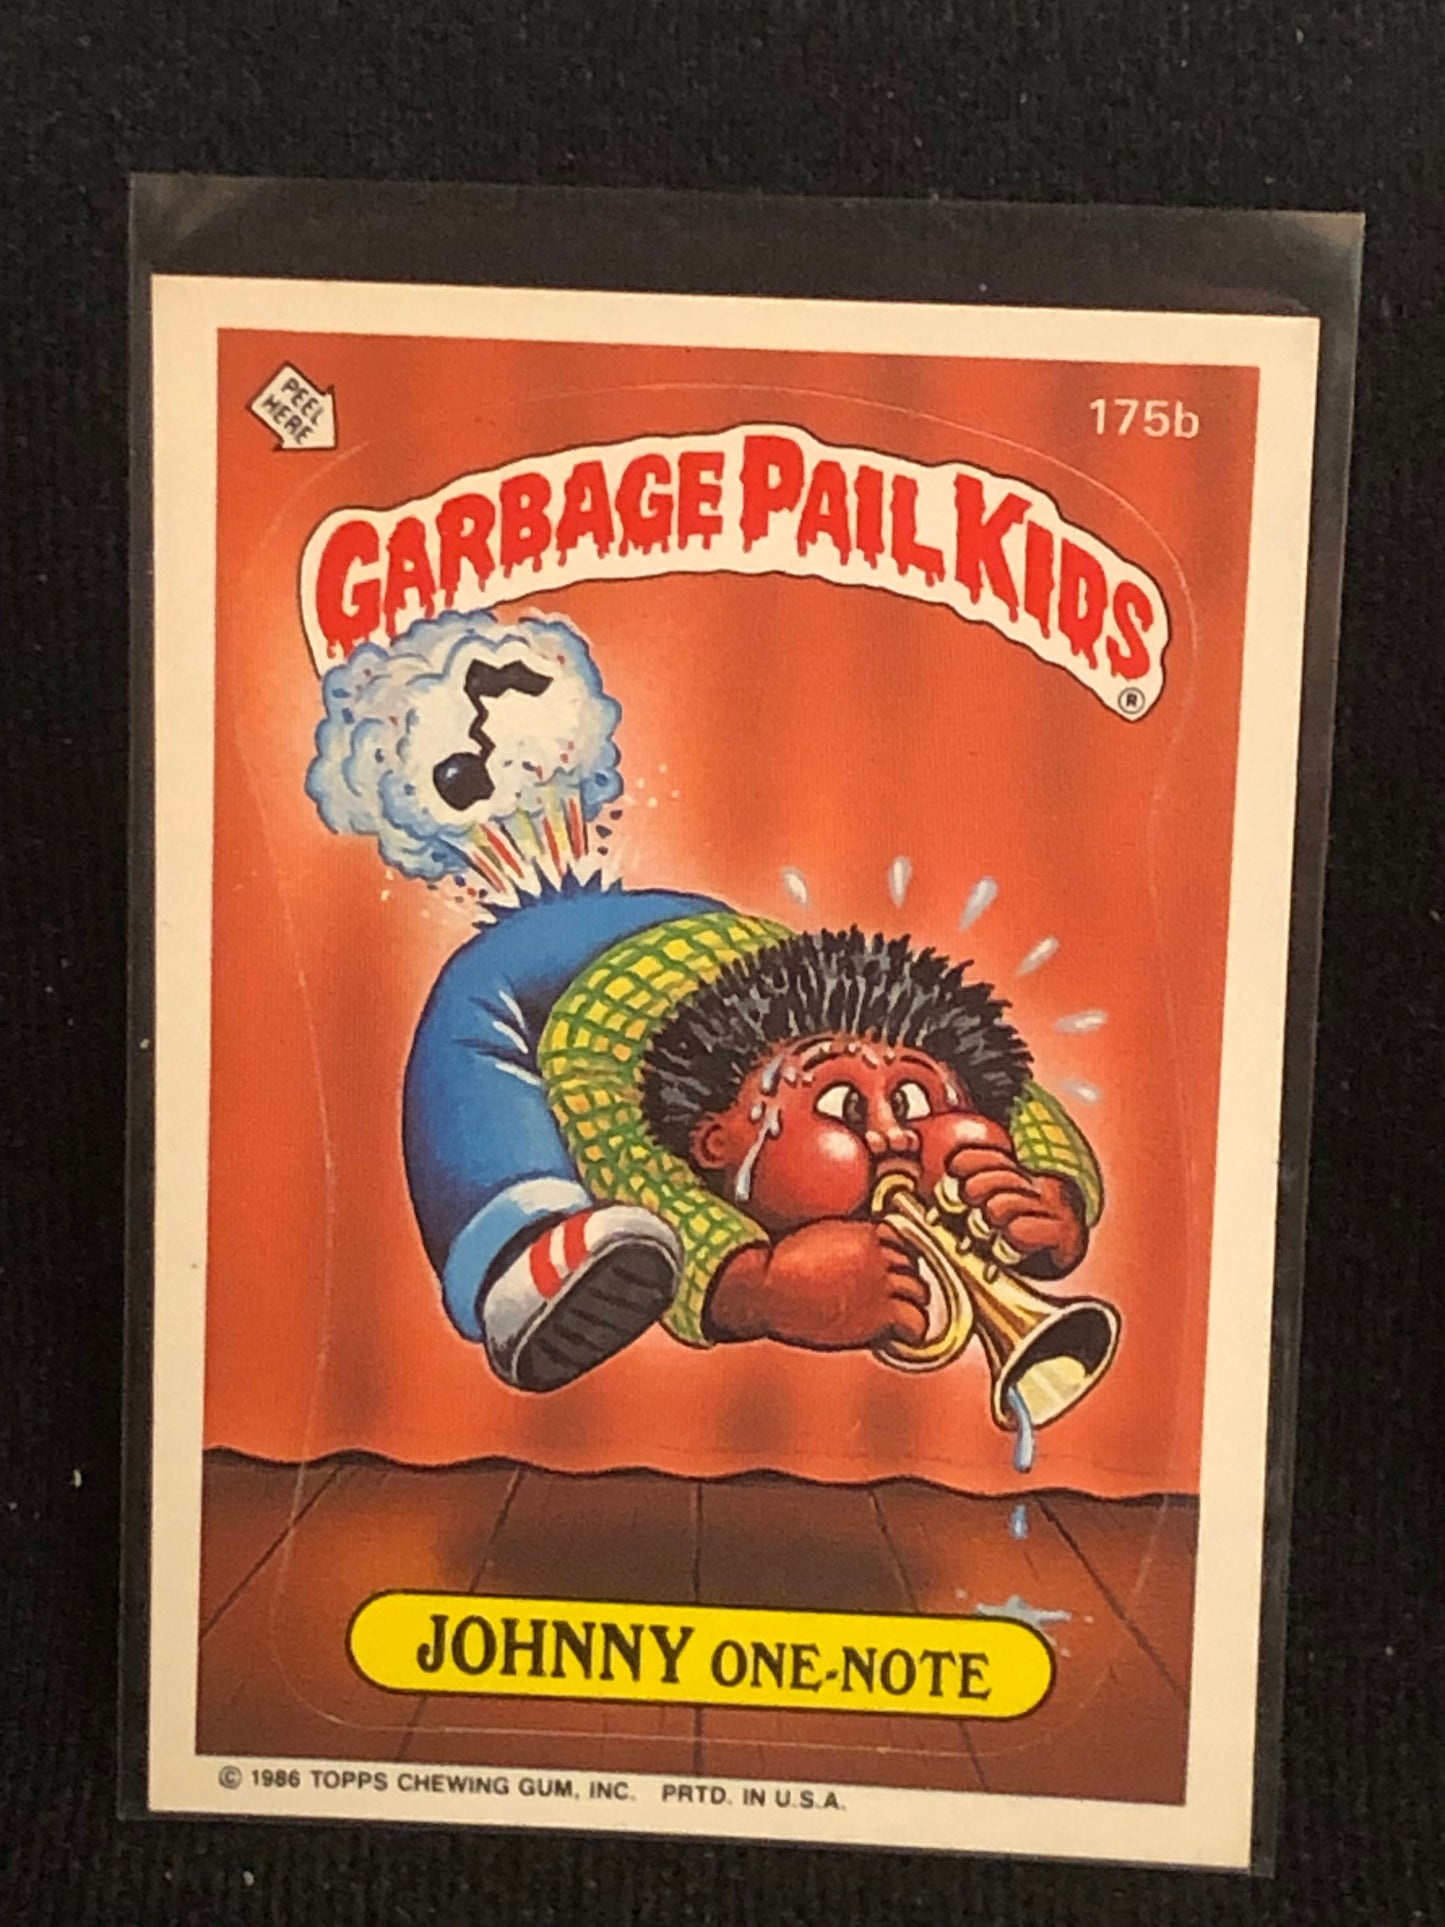 PEEL
HERE
175b
GARBAGE PAIL KIDS
®
JOHNNY ONE-NOTE
© 1986 TOPPS CHEWING GUM, INC. PRTD. IN U.S.A.